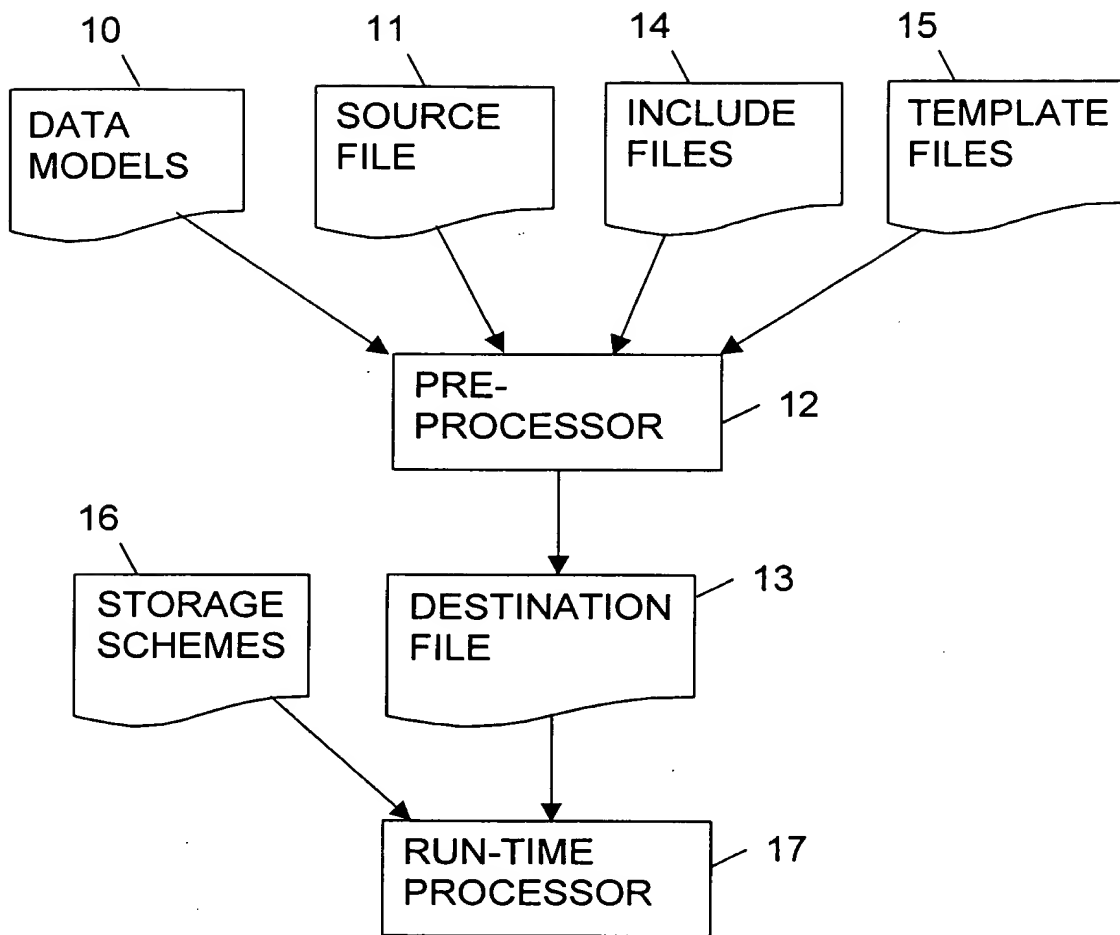 10
11
14
15
DATA
MODELS
SOURCE
FILE
INCLUDE
FILES
TEMPLATE
FILES
PRE-
PROCESSOR
12
16
STORAGE
SCHEMES
13
DESTINATION
FILE
RUN-TIME
PROCESSOR
17